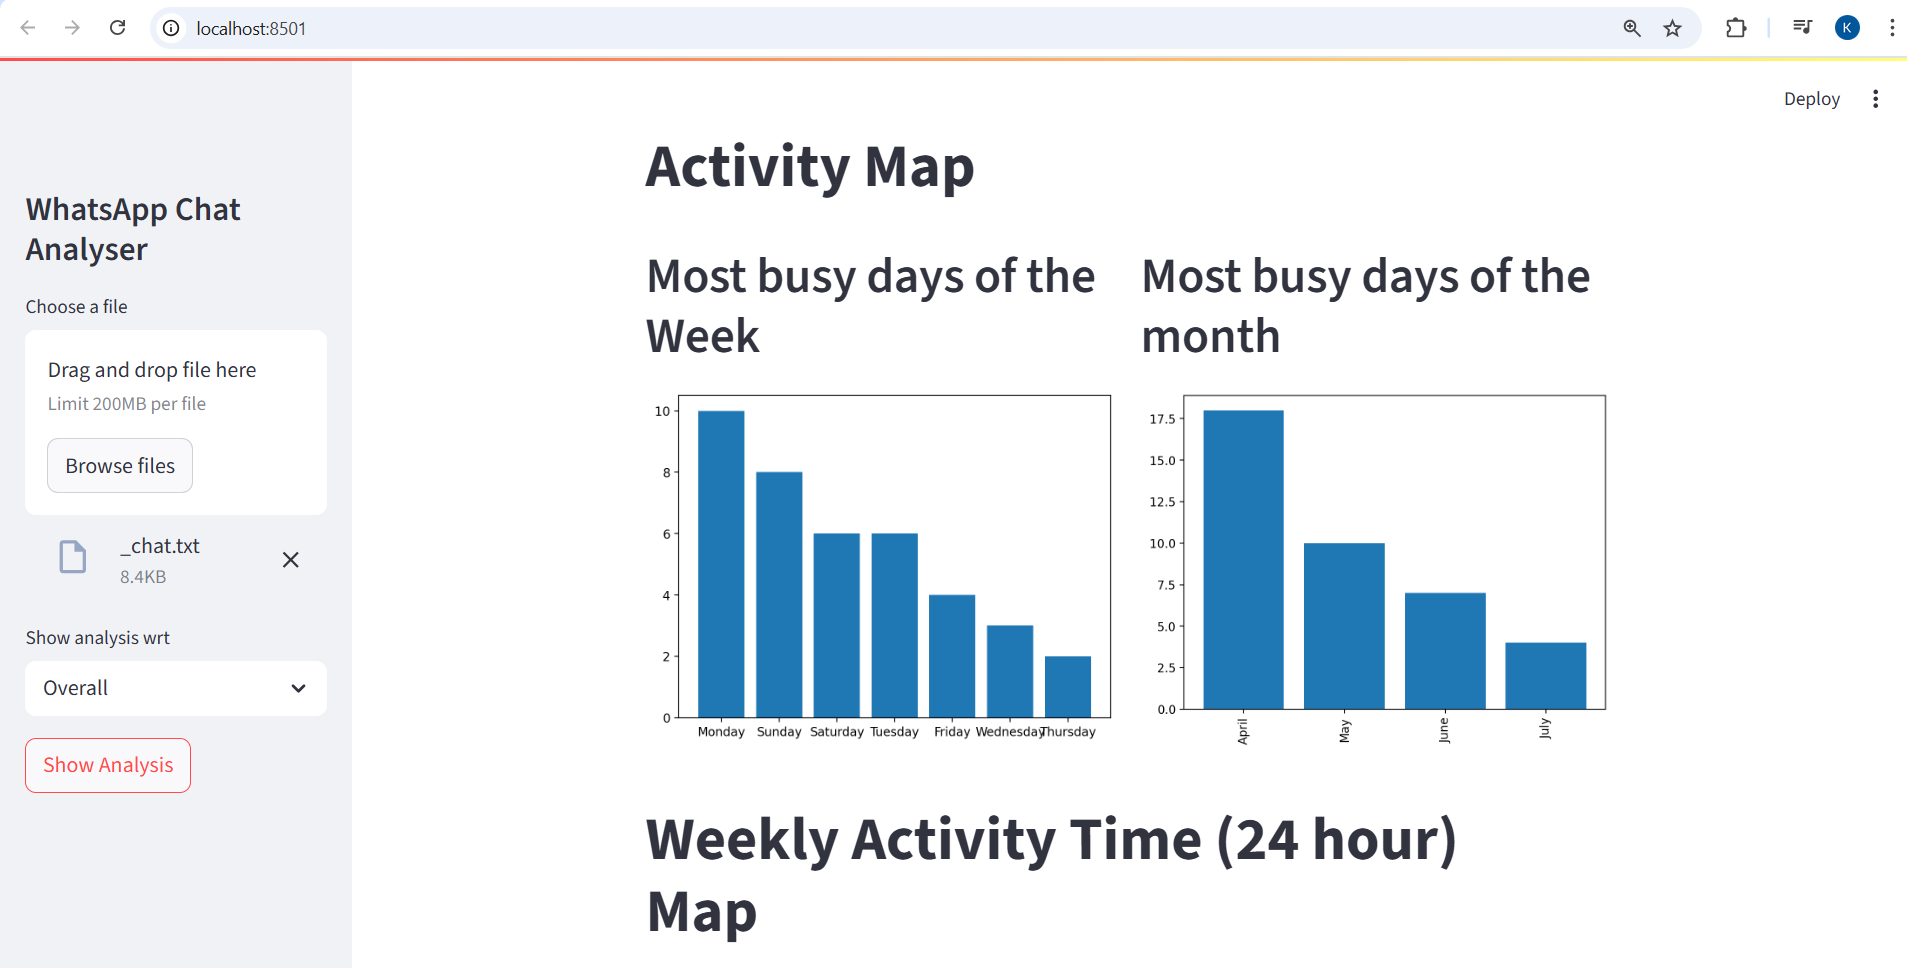 localhost:8501
K
Deploy
WhatsApp Chat
Analyser
Choose a file
Drag and drop file here
Limit 200MB per file
Browse files
_chat.txt
8.4KB
Show analysis wrt
Overall
Show Analysis
Activity Map
Most busy days of the
Week
10
8
6
4
2
0
Monday Sunday Saturday Tuesday Friday Wednesday Thursday
Most busy days of the
month
17.5
15.0
12.5
10.0
7.5
5.0
2.5
0.0
April May June July
Weekly Activity Time (24 hour)
Map